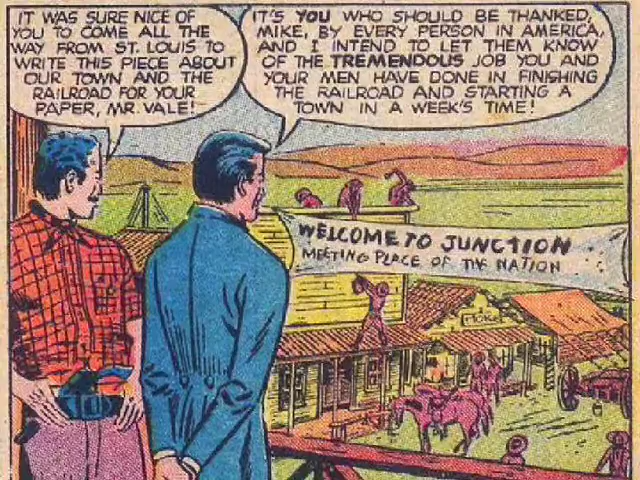 IT WAS SURE NICE OF
YOU TO COME ALL THE
WAY FROM ST. LOUIS TO
WRITE THIS PIECE ABOUT
OUR TOWN AND THE
RAILROAD FOR YOUR
PAPER, MR. VALE!
IT'S YOU WHO SHOULD BE THANKED,
MIKE, BY EVERY PERSON IN AMERICA,
AND I INTEND TO LET THEM KNOW
OF THE TREMENDOUS JOB YOU AND
YOUR MEN HAVE DONE IN FINISHING
THE RAILROAD AND STARTING A
TOWN IN A WEEK'S TIME!
WELCOME TO JUNCTION
MEETING PLACE OF THE NATION